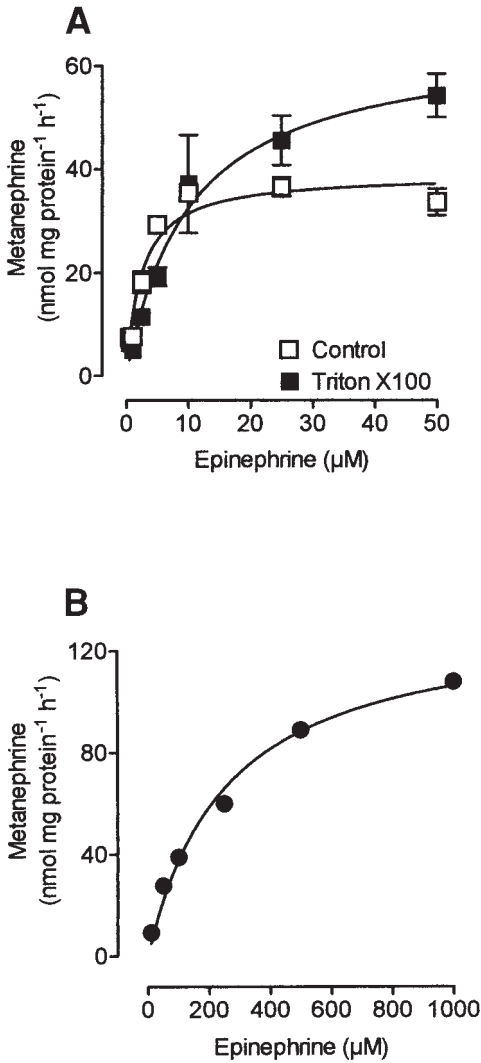 A
Metanephrine
(nmol mg protein⁻¹ h⁻¹)
60
40
20
0
Control
Triton X100
0 10 20 30 40 50
Epinephrine (µM)
B
Metanephrine
(nmol mg protein⁻¹ h⁻¹)
120
80
40
0
0 200 400 600 800 1000
Epinephrine (µM)